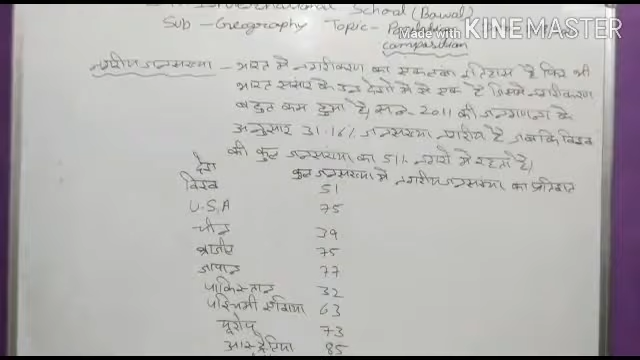 International School (Bawal)
Sub - Geography Topic - Population
composition
Made with KINEMASTER
नगरीय जनसंख्या - भारत में नगरीकरण का इतिहास है फिर भी
भारत संसार के उन देशों में से एक है जिसमें नगरीकरण
बहुत कम हुआ है, सन् 2011 की जनगणना के
अनुसार 31.16% जनसंख्या नगरीय है जबकि विश्व
की कुल जनसंख्या का 51% नगरों में रहता है,
देश कुल जनसंख्या में नगरीय जनसंख्या का प्रतिशत
विश्व 51
U.S.A 75
चीन 39
ब्राजील 75
जापान 77
पाकिस्तान 32
पश्चिमी एशिया 63
यूरोप 73
आस्ट्रेलिया 85